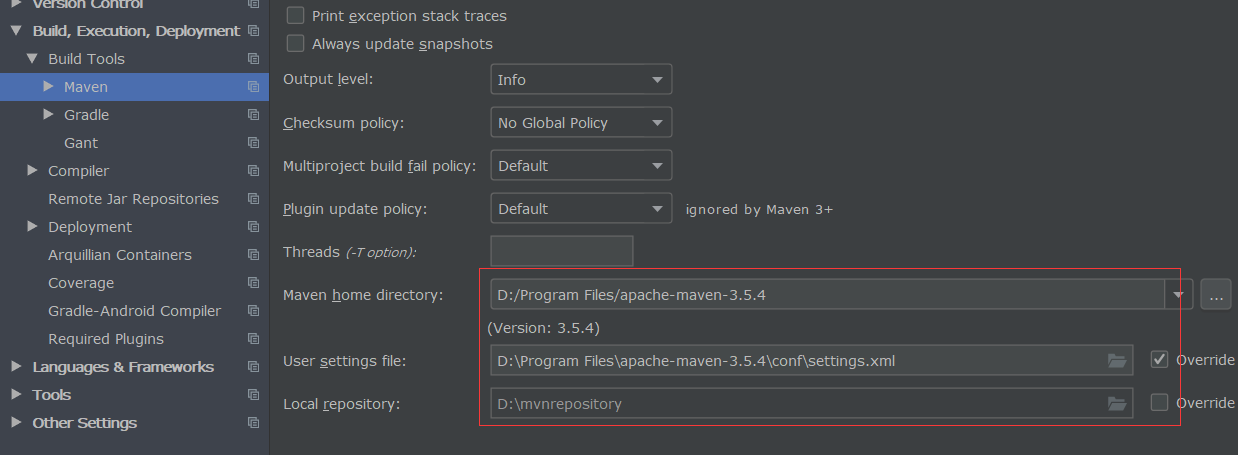 Version Control
Build, Execution, Deployment
Build Tools
Maven
Gradle
Gant
Compiler
Remote Jar Repositories
Deployment
Arquillian Containers
Coverage
Gradle-Android Compiler
Required Plugins
Languages & Frameworks
Tools
Other Settings
Print exception stack traces
Always update snapshots
Output level: Info
Checksum policy: No Global Policy
Multiproject build fail policy: Default
Plugin update policy: Default ignored by Maven 3+
Threads (-T option):
Maven home directory: D:/Program Files/apache-maven-3.5.4 ...
(Version: 3.5.4)
User settings file: D:\Program Files\apache-maven-3.5.4\conf\settings.xml Override
Local repository: D:\mvnrepository Override